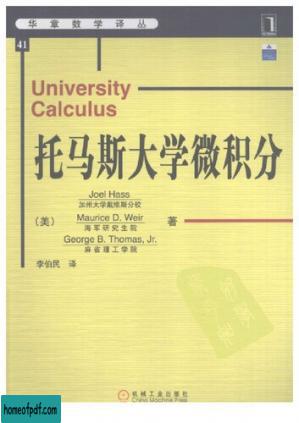 华章数学译丛
41
University
Calculus
托马斯大学微积分
Joel Hass
加州大学戴维斯分校
(美) Maurice D. Weir 著
海军研究生院
George B. Thomas, Jr.
麻省理工学院
李伯民 译
机械工业出版社
China Machine Press
homeofpdf.com